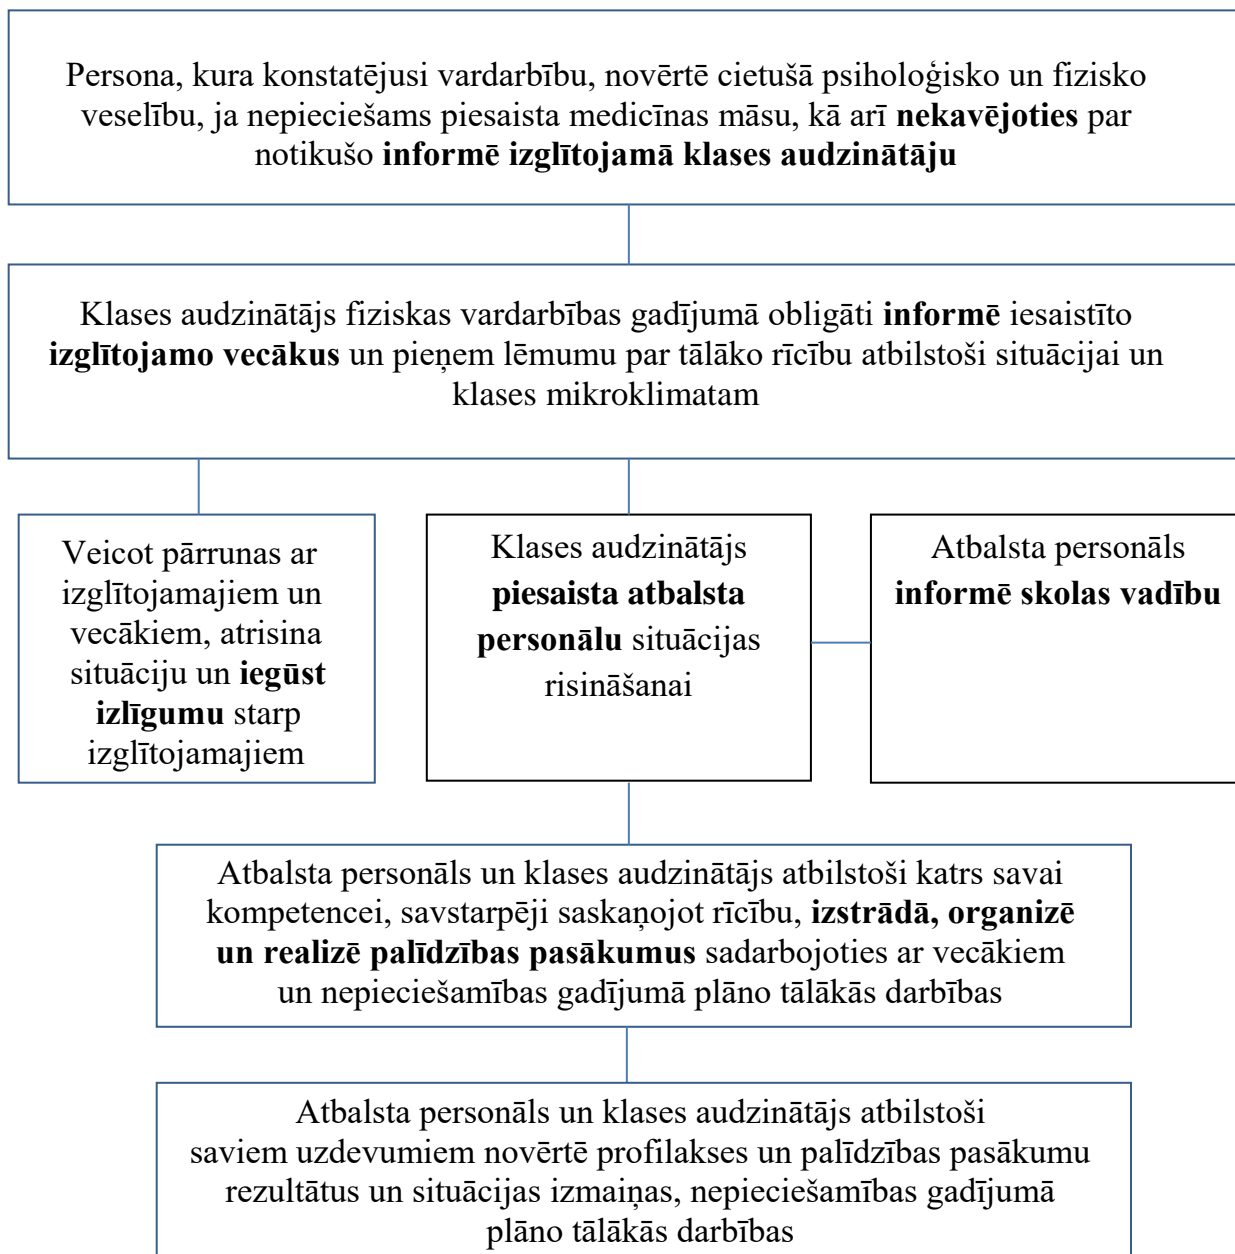 Persona, kura konstatējusi vardarbību, novērtē cietušā psiholoģisko un fizisko
veselību, ja nepieciešams piesaista medicīnas māsu, kā arī nekavējoties par
notikušo informē izglītojamā klases audzinātāju
Klases audzinātājs fiziskas vardarbības gadījumā obligāti informē iesaistīto
izglītojamo vecākus un pieņem lēmumu par tālāko rīcību atbilstoši situācijai un
klases mikroklimatam
Veicot pārrunas ar
izglītojamajiem un
vecākiem, atrisina
situāciju un iegūst
izlīgumu starp
izglītojamajiem
Klases audzinātājs
piesaista atbalsta
personālu situācijas
risināšanai
Atbalsta personāls
informē skolas vadību
Atbalsta personāls un klases audzinātājs atbilstoši katrs savai
kompetencei, savstarpēji saskaņojot rīcību, izstrādā, organizē
un realizē palīdzības pasākumus sadarbojoties ar vecākiem
un nepieciešamības gadījumā plāno tālākās darbības
Atbalsta personāls un klases audzinātājs atbilstoši
saviem uzdevumiem novērtē profilakses un palīdzības pasākumu
rezultātus un situācijas izmaiņas, nepieciešamības gadījumā
plāno tālākās darbības